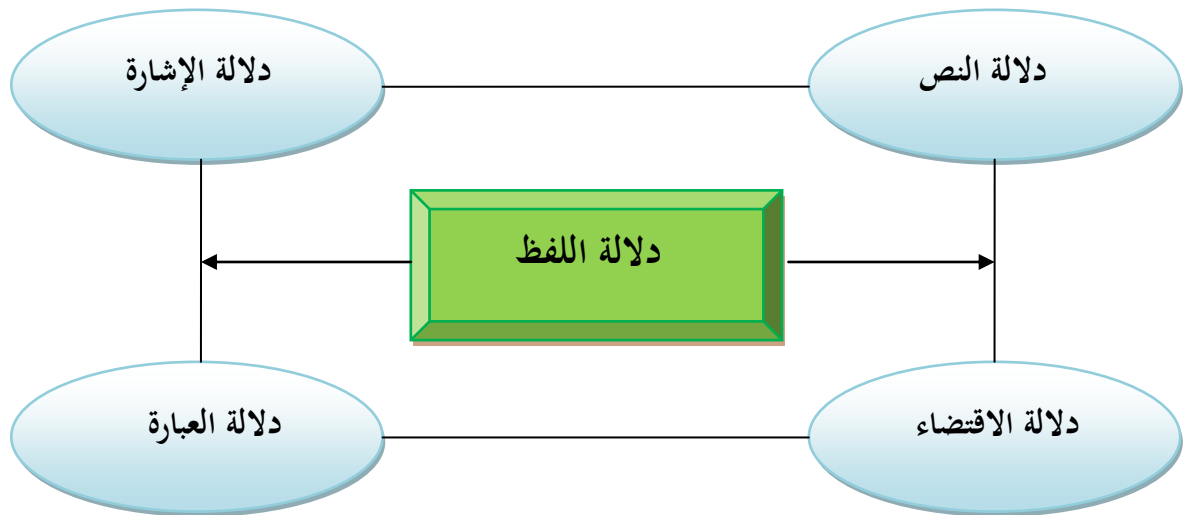 دلالة النص
دلالة الإشارة
دلالة اللفظ
دلالة الاقتضاء
دلالة العبارة